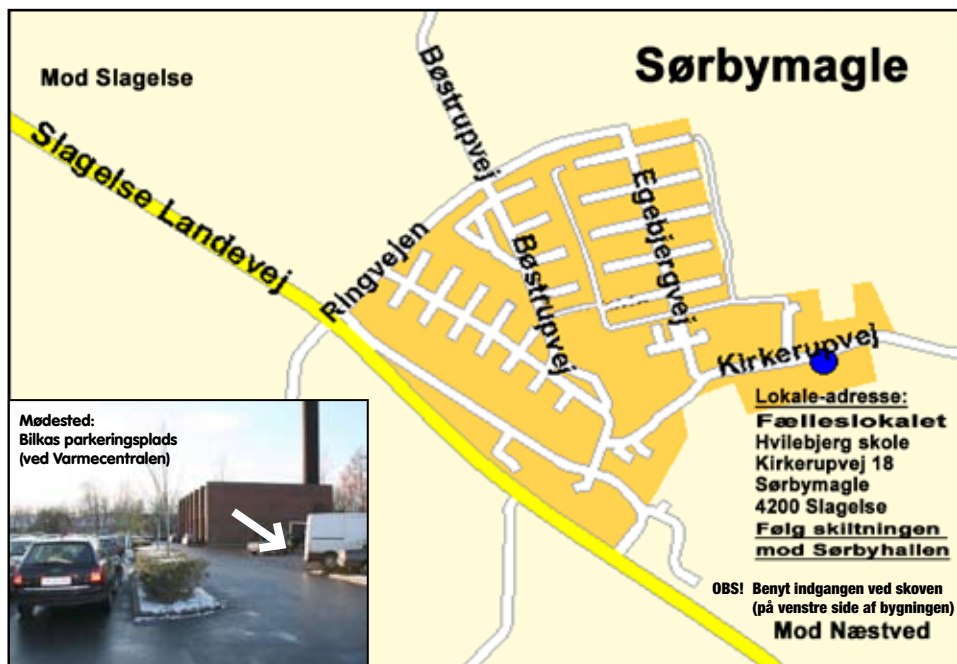 Sørbymagle
Mod Slagelse
Bøstrupvej
Slagelse Landevej
Ringvejen
Egebjergvej
Bøstrupvej
Kirkerupvej
Lokale-adresse:
Fælleslokalet
Hvilebjerg skole
Kirkerupvej 18
Sørbymagle
4200 Slagelse
Følg skiltningen
mod Sørbyhallen
Mødested:
Bilkas parkeringsplads
(ved Varmecentralen)
OBS! Benyt indgangen ved skoven
(på venstre side af bygningen)
Mod Næstved